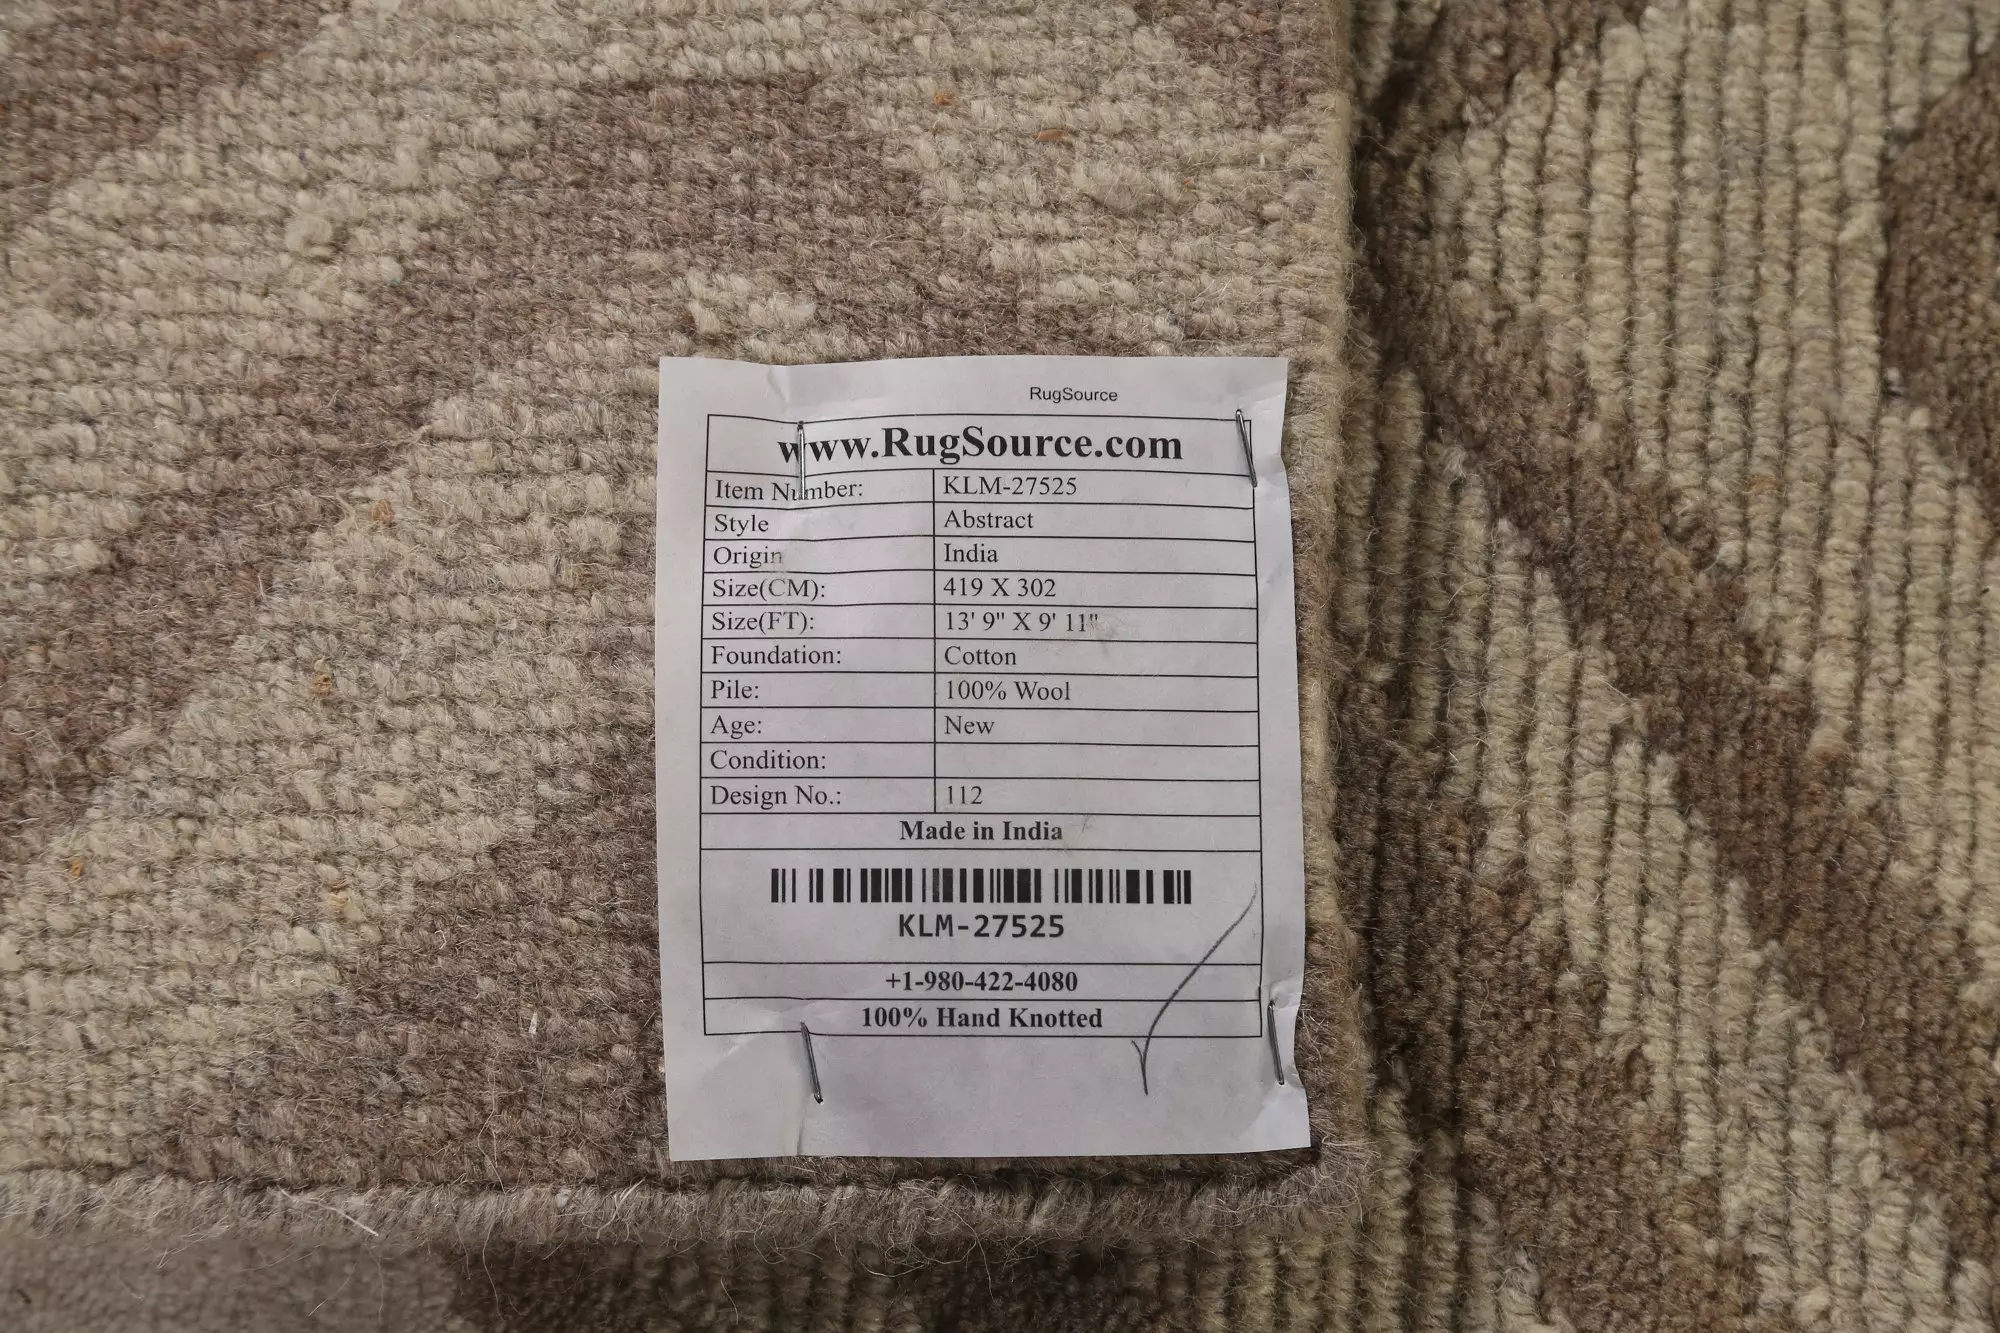 RugSource
www.RugSource.com
Item Number: KLM-27525
Style Abstract
Origin India
Size(CM): 419 X 302
Size(FT): 13' 9" X 9' 11"
Foundation: Cotton
Pile: 100% Wool
Age: New
Condition:
Design No.: 112
Made in India
KLM-27525
+1-980-422-4080
100% Hand Knotted